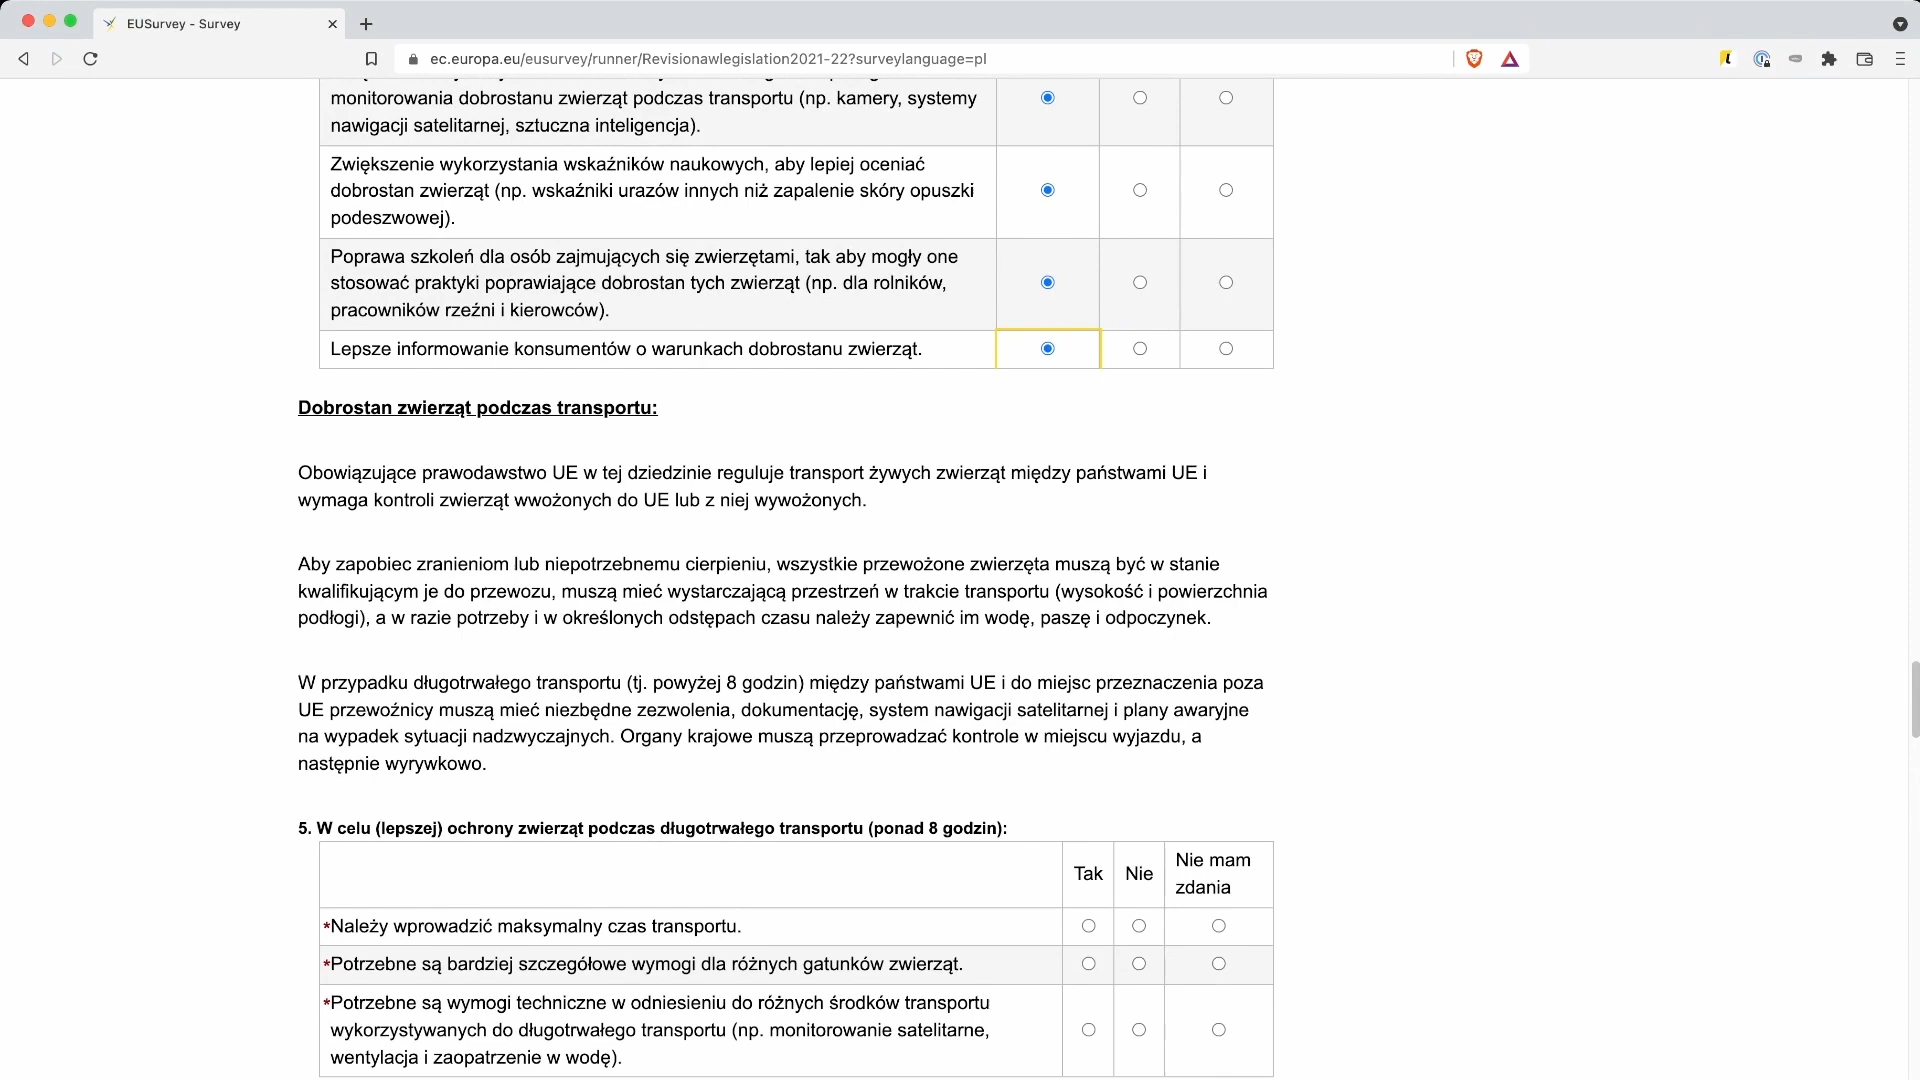 EUSurvey - Survey
ec.europa.eu/eusurvey/runner/Revisionawlegislation2021-22?surveylanguage=pl
monitorowania dobrostanu zwierząt podczas transportu (np. kamery, systemy
nawigacji satelitarnej, sztuczna inteligencja).
Zwiększenie wykorzystania wskaźników naukowych, aby lepiej oceniać
dobrostan zwierząt (np. wskaźniki urazów innych niż zapalenie skóry opuszki
podeszwowej).
Poprawa szkoleń dla osób zajmujących się zwierzętami, tak aby mogły one
stosować praktyki poprawiające dobrostan tych zwierząt (np. dla rolników,
pracowników rzeźni i kierowców).
Lepsze informowanie konsumentów o warunkach dobrostanu zwierząt.
Dobrostan zwierząt podczas transportu:
Obowiązujące prawodawstwo UE w tej dziedzinie reguluje transport żywych zwierząt między państwami UE i
wymaga kontroli zwierząt wwożonych do UE lub z niej wywożonych.
Aby zapobiec zranieniom lub niepotrzebnemu cierpieniu, wszystkie przewożone zwierzęta muszą być w stanie
kwalifikującym je do przewozu, muszą mieć wystarczającą przestrzeń w trakcie transportu (wysokość i powierzchnia
podłogi), a w razie potrzeby i w określonych odstępach czasu należy zapewnić im wodę, paszę i odpoczynek.
W przypadku długotrwałego transportu (tj. powyżej 8 godzin) między państwami UE i do miejsc przeznaczenia poza
UE przewoźnicy muszą mieć niezbędne zezwolenia, dokumentację, system nawigacji satelitarnej i plany awaryjne
na wypadek sytuacji nadzwyczajnych. Organy krajowe muszą przeprowadzać kontrole w miejscu wyjazdu, a
następnie wyrywkowo.
5. W celu (lepszej) ochrony zwierząt podczas długotrwałego transportu (ponad 8 godzin):
Tak Nie Nie mam
zdania
*Należy wprowadzić maksymalny czas transportu.
*Potrzebne są bardziej szczegółowe wymogi dla różnych gatunków zwierząt.
*Potrzebne są wymogi techniczne w odniesieniu do różnych środków transportu
wykorzystywanych do długotrwałego transportu (np. monitorowanie satelitarne,
wentylacja i zaopatrzenie w wodę).